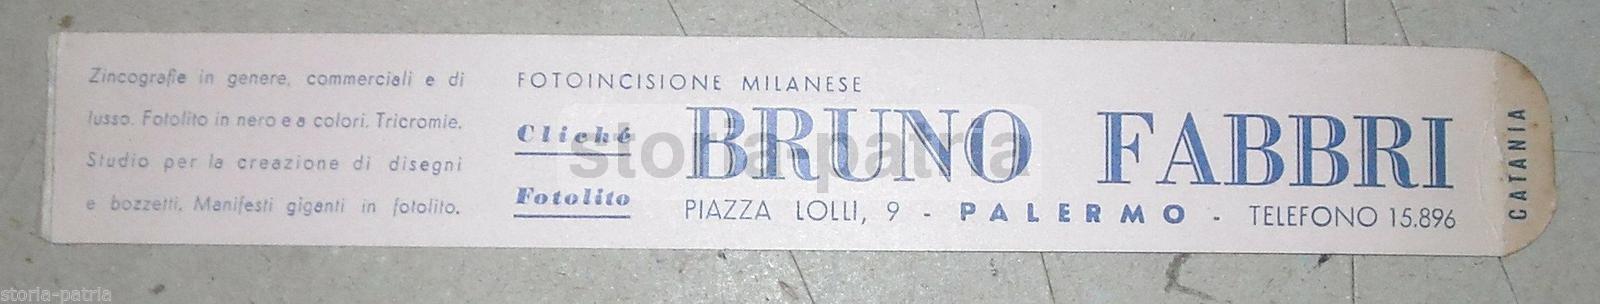 Zincografie in genere, commerciali e di
lusso. Fotolito in nero e a colori. Tricromie.
Studio per la creazione di disegni
e bozzetti. Manifesti giganti in fotolito.
FOTOINCISIONE MILANESE
Cliché
Fotolito
BRUNO FABBRI
PIAZZA LOLLI, 9 - PALERMO - TELEFONO 15.896
CATANIA
storia-patria
storia-patria